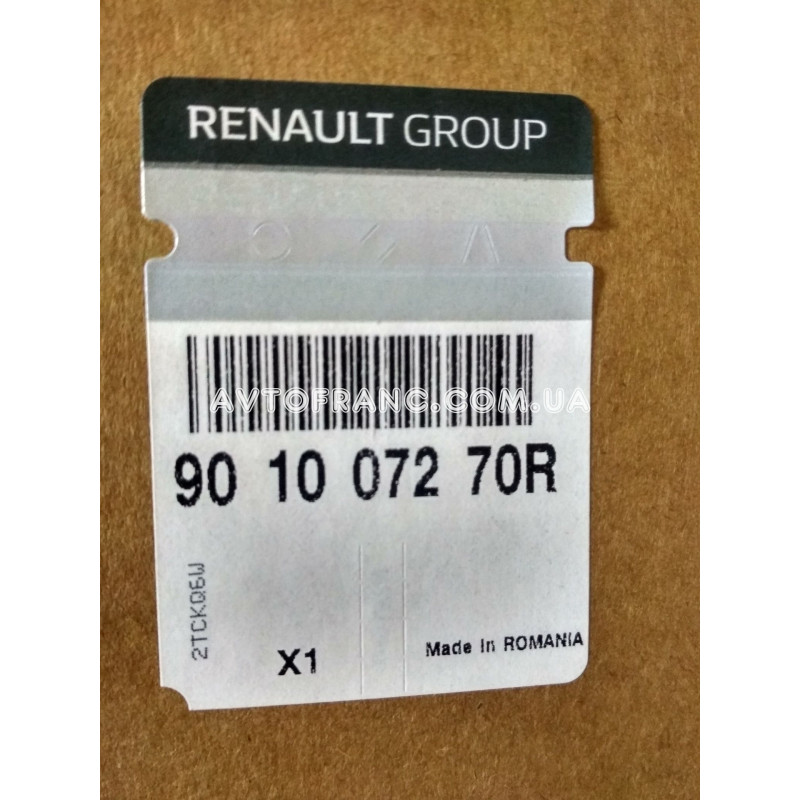 RENAULT GROUP
AVTOFRANC.COM.UA
90 10 072 70R
2TCKQ6W
X1
Made In ROMANIA